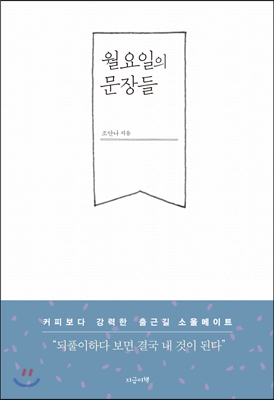 월요일의
문장들
조안나 지음
커피보다 강력한 출근길 소울메이트
“되풀이하다 보면 결국 내 것이 된다”
지금이책
YES24